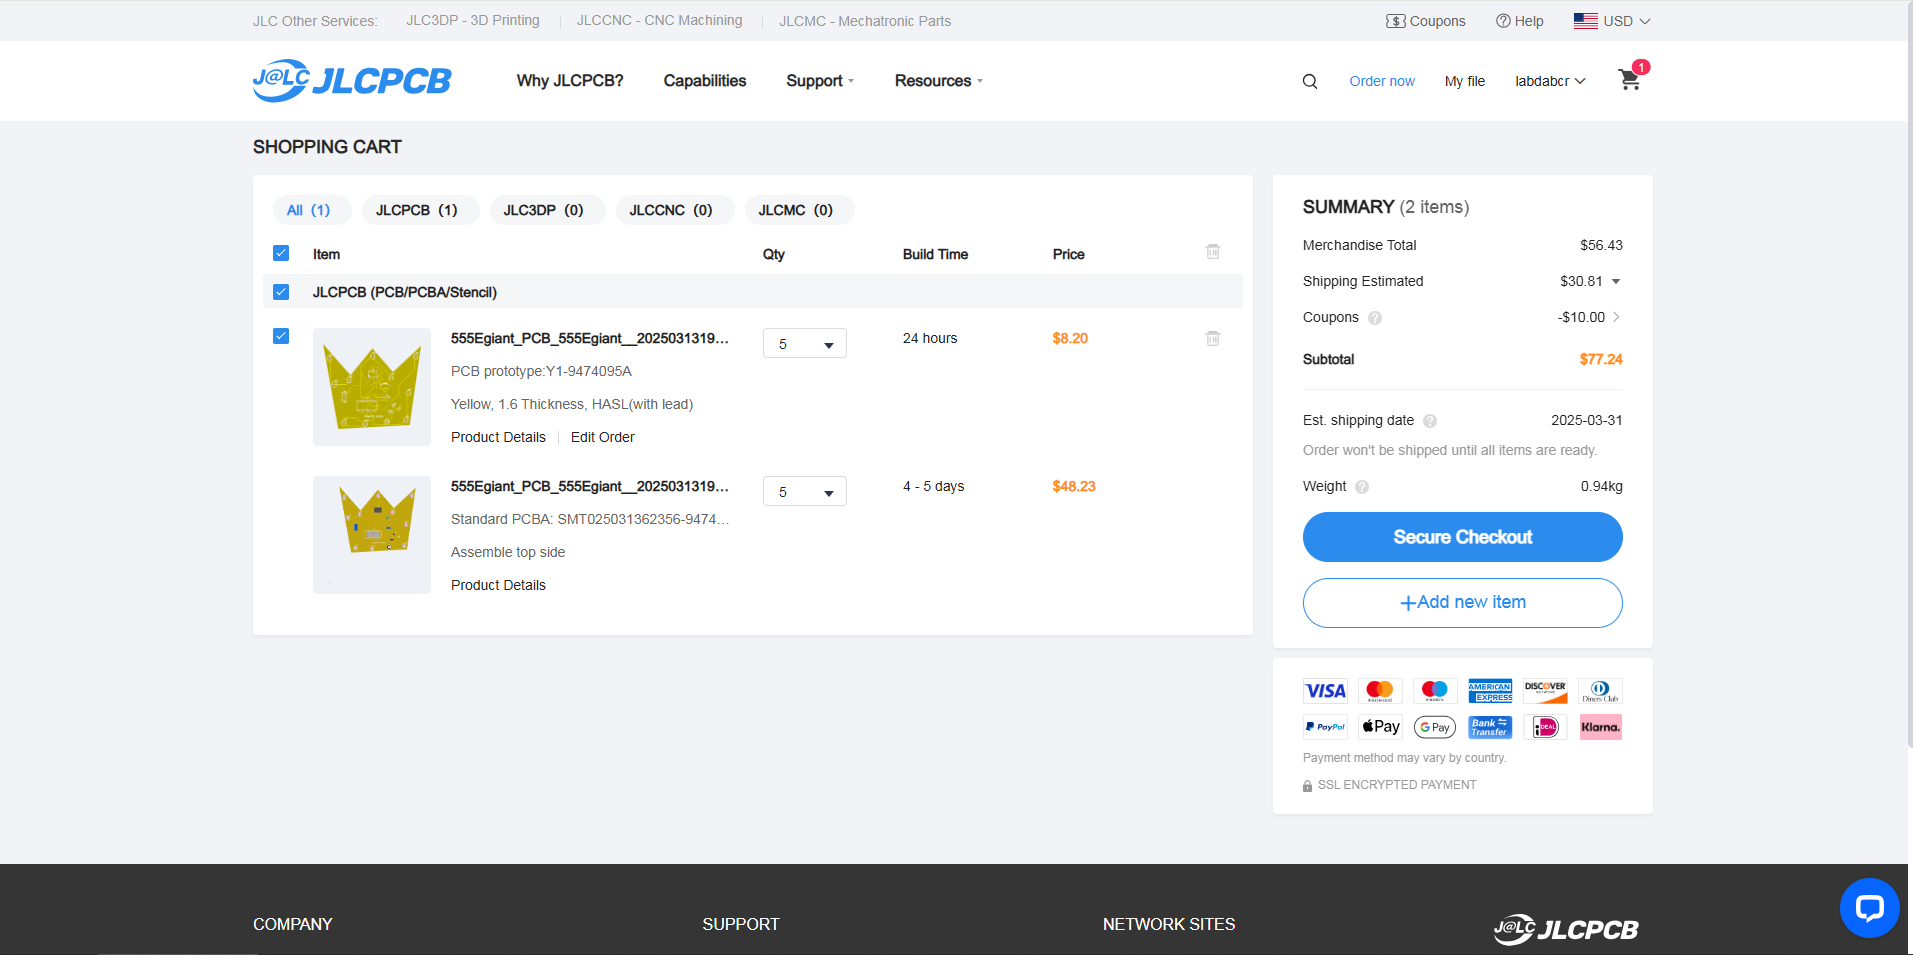 JLC Other Services: JLC3DP - 3D Printing JLCCNC - CNC Machining JLCMC - Mechatronic Parts Coupons Help USD
J@LC JLCPCB Why JLCPCB? Capabilities Support Resources Order now My file labdabcr 1
SHOPPING CART
All (1) JLCPCB (1) JLC3DP (0) JLCCNC (0) JLCMC (0)
Item Qty Build Time Price
JLCPCB (PCB/PCBA/Stencil)
555Egiant_PCB_555Egiant__2025031319... 5 24 hours $8.20
PCB prototype:Y1-9474095A
Yellow, 1.6 Thickness, HASL(with lead)
Product Details Edit Order
555Egiant_PCB_555Egiant__2025031319... 5 4 - 5 days $48.23
Standard PCBA: SMT025031362356-9474...
Assemble top side
Product Details
SUMMARY (2 items)
Merchandise Total $56.43
Shipping Estimated $30.81
Coupons ? -$10.00
Subtotal $77.24
Est. shipping date ? 2025-03-31
Order won't be shipped until all items are ready.
Weight ? 0.94kg
Secure Checkout
+Add new item
VISA mastercard maestro AMERICAN EXPRESS DISCOVER Diners Club
PayPal Pay G Pay Bank Transfer iDEAL Klarna.
Payment method may vary by country.
SSL ENCRYPTED PAYMENT
COMPANY SUPPORT NETWORK SITES J@LC JLCPCB